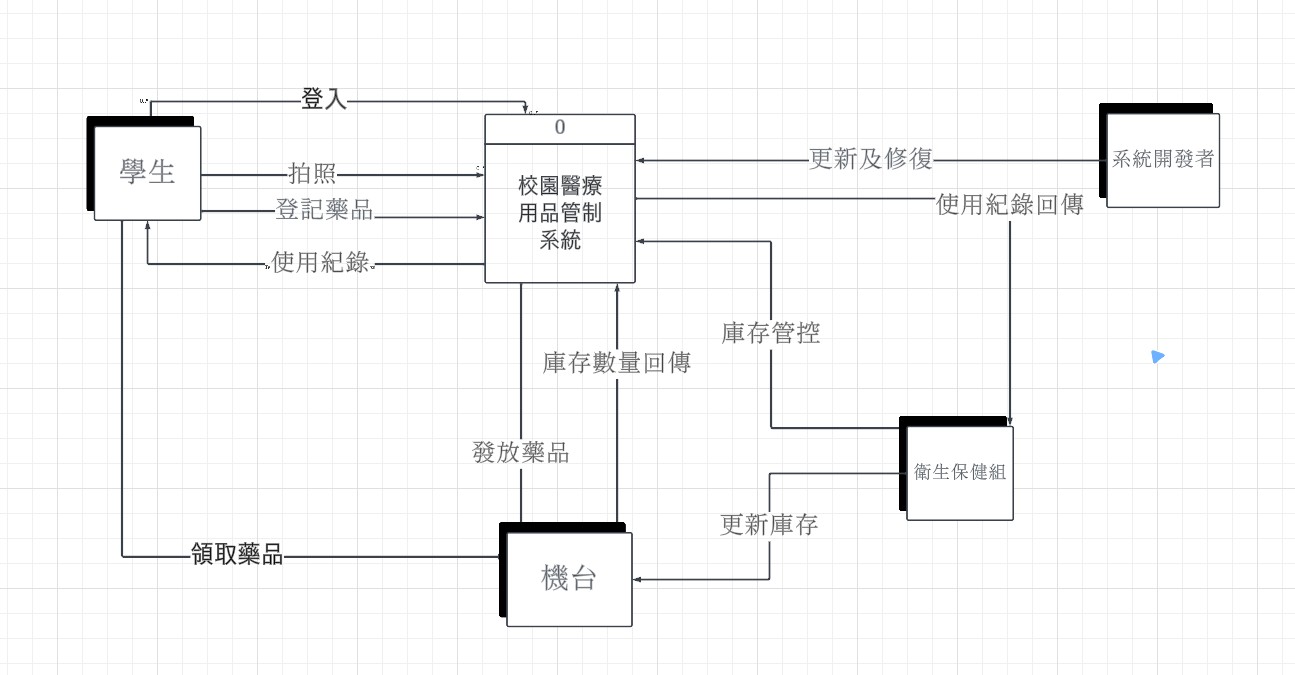 登入
0
學生
拍照
登記藥品
使用紀錄
校園醫療
用品管制
系統
更新及修復
系統開發者
使用紀錄回傳
庫存管控
庫存數量回傳
發放藥品
衛生保健組
更新庫存
領取藥品
機台